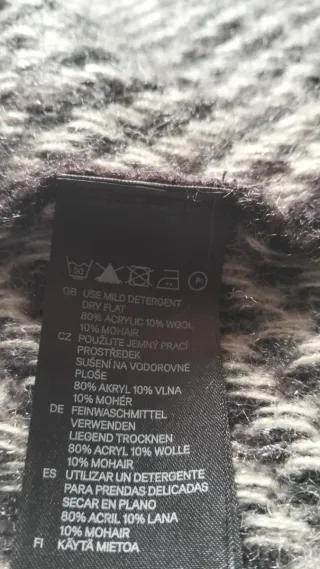 30
P
GB USE MILD DETERGENT
DRY FLAT
80% ACRYLIC 10% WOOL
10% MOHAIR
CZ POUŽIJTE JEMNÝ PRACÍ
PROSTŘEDEK
SUŠENÍ NA VODOROVNÉ
PLOŠE
80% AKRYL 10% VLNA
10% MOHÉR
DE FEINWASCHMITTEL
VERWENDEN
LIEGEND TROCKNEN
80% ACRYL 10% WOLLE
10% MOHAIR
ES UTILIZAR UN DETERGENTE
PARA PRENDAS DELICADAS
SECAR EN PLANO
80% ACRIL 10% LANA
10% MOHAIR
FI KÄYTÄ MIETOA